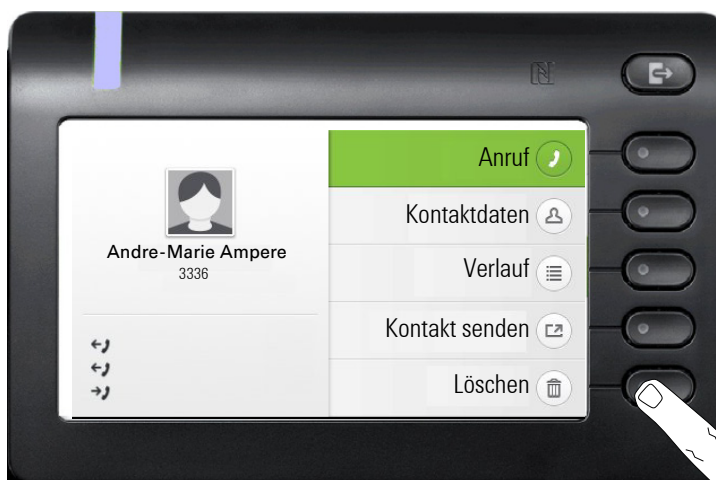 Andre-Marie Ampere
3336
Anruf
Kontaktdaten
Verlauf
Kontakt senden
Löschen